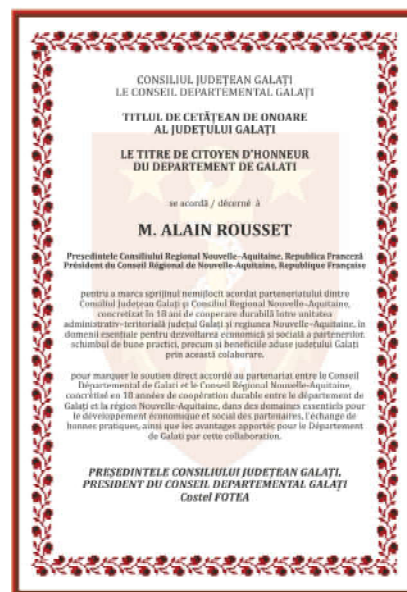 CONSILIUL JUDEȚEAN GALAȚI
LE CONSEIL DEPARTEMENTAL GALAȚI
TITLUL DE CETĂȚEAN DE ONOARE
AL JUDEȚULUI GALAȚI
LE TITRE DE CITOYEN D'HONNEUR
DU DEPARTEMENT DE GALATI
se acordă / décerné à
M. ALAIN ROUSSET
Președintele Consiliului Regional Nouvelle-Aquitaine, Republica Franceză
Président du Conseil Régional de Nouvelle-Aquitaine, Republique Française
pentru a marca sprijinul nemijlocit acordat parteneriatului dintre
Consiliul Județean Galați și Consiliul Regional Nouvelle-Aquitaine,
concretizat în 18 ani de cooperare durabilă între unitatea
administrativ-teritorială județul Galați și regiunea Nouvelle-Aquitaine, în
domenii esențiale pentru dezvoltarea economică și socială a partenerilor,
schimbul de bune practici, precum și beneficiile aduse județului Galați
prin această colaborare.
pour marquer le soutien direct accordé au partenariat entre le Conseil
Départemental de Galati et le Conseil Régional Nouvelle-Aquitaine,
concrétisé en 18 années de coopération durable entre le département de
Galați et la région Nouvelle-Aquitaine, dans des domaines essentiels pour
le développement économique et social des partenaires, l'échange de
bonnes pratiques, ainsi que les avantages apportés pour le Département
de Galati par cette collaboration.
PREȘEDINTELE CONSILIULUI JUDEȚEAN GALAȚI,
PRESIDENT DU CONSEIL DEPARTEMENTAL GALAȚI
Costel FOTEA